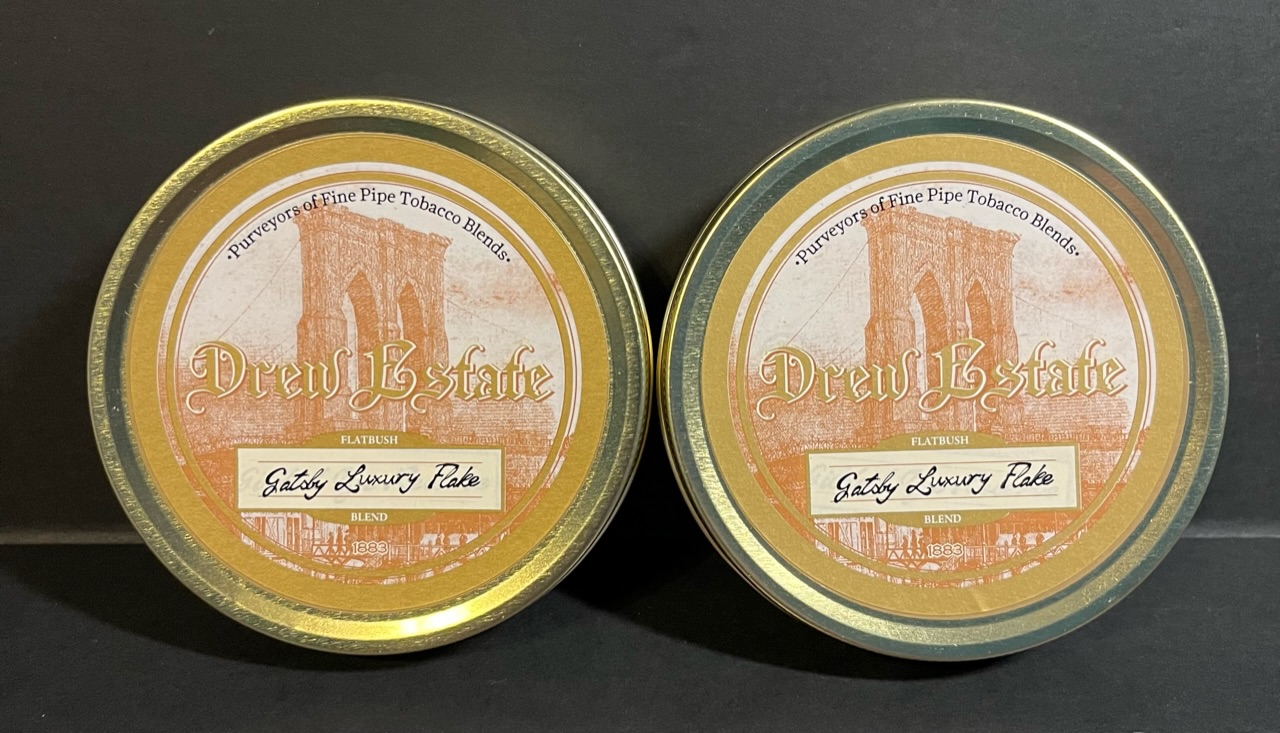 ·Purveyors of Fine Pipe Tobacco Blends·
Drew Estate
FLATBUSH
Gatsby Luxury Flake
BLEND
1883
·Purveyors of Fine Pipe Tobacco Blends·
Drew Estate
FLATBUSH
Gatsby Luxury Flake
BLEND
1883